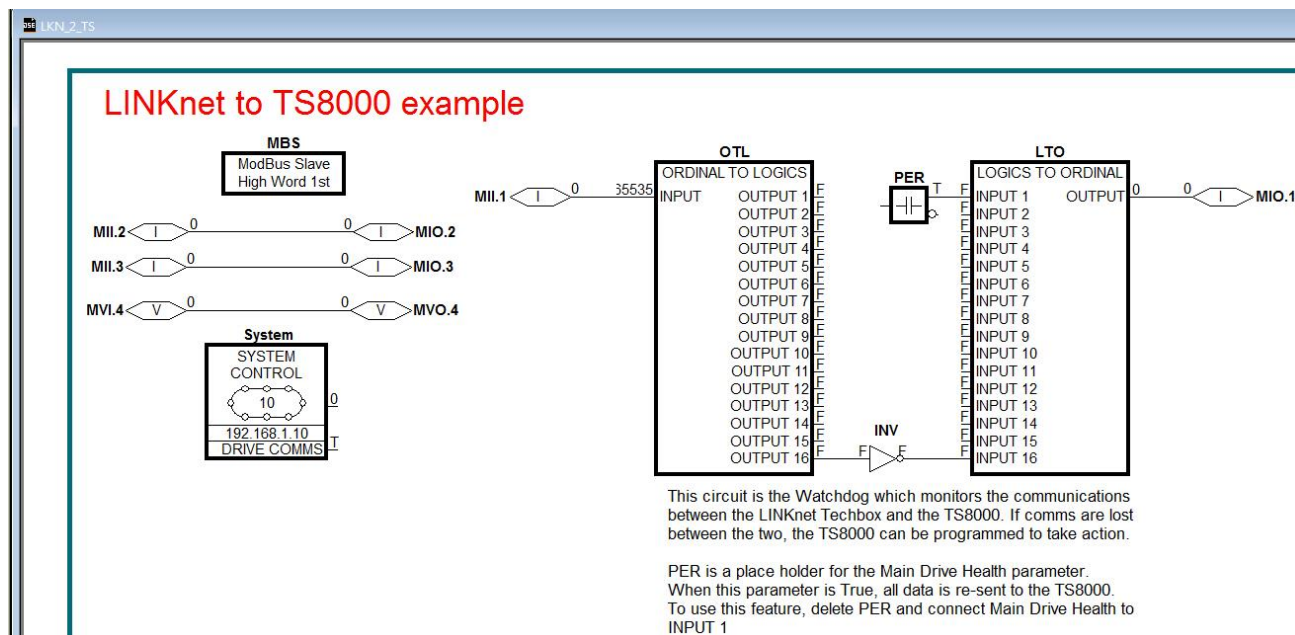 LKN_2_TS
LINKnet to TS8000 example
MBS
ModBus Slave
High Word 1st
MII.2 I 0 0 I MIO.2
MII.3 I 0 0 I MIO.3
MVI.4 V 0 0 V MVO.4
System
SYSTEM
CONTROL
10 0
192.168.1.10
DRIVE COMMS T
MII.1 I 0
OTL
ORDINAL TO LOGICS
INPUT OUTPUT 1 F
OUTPUT 2 F
OUTPUT 3 F
OUTPUT 4 F
OUTPUT 5 F
OUTPUT 6 F
OUTPUT 7 F
OUTPUT 8 F
OUTPUT 9 F
OUTPUT 10 F
OUTPUT 11 F
OUTPUT 12 F
OUTPUT 13 F
OUTPUT 14 F
OUTPUT 15 F
OUTPUT 16 F
PER
T
INV
F F
LTO
LOGICS TO ORDINAL
F INPUT 1 OUTPUT 0 0 I MIO.1
F INPUT 2
F INPUT 3
F INPUT 4
F INPUT 5
F INPUT 6
F INPUT 7
F INPUT 8
F INPUT 9
F INPUT 10
F INPUT 11
F INPUT 12
F INPUT 13
F INPUT 14
F INPUT 15
F INPUT 16
This circuit is the Watchdog which monitors the communications
between the LINKnet Techbox and the TS8000. If comms are lost
between the two, the TS8000 can be programmed to take action.
PER is a place holder for the Main Drive Health parameter.
When this parameter is True, all data is re-sent to the TS8000.
To use this feature, delete PER and connect Main Drive Health to
INPUT 1